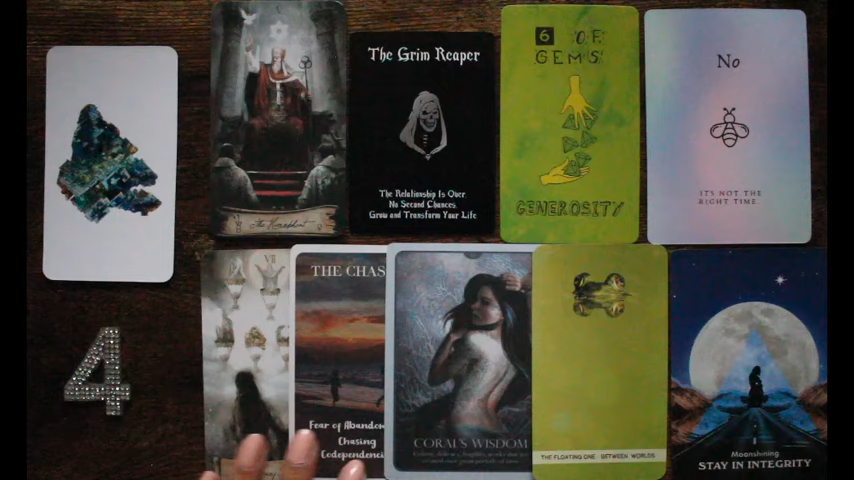 The Hierophant
The Grim Reaper
The Relationship Is Over.
No Second Chances.
Grow and Transform Your Life
6 OF
GEMS
GENEROSITY
No
IT'S NOT THE
RIGHT TIME.
4
VII
THE CHAS
Fear of Abandon
Chasing
Codependenci
CORAL'S WISDOM
THE FLOATING ONE: BETWEEN WORLDS
Moonshining
STAY IN INTEGRITY